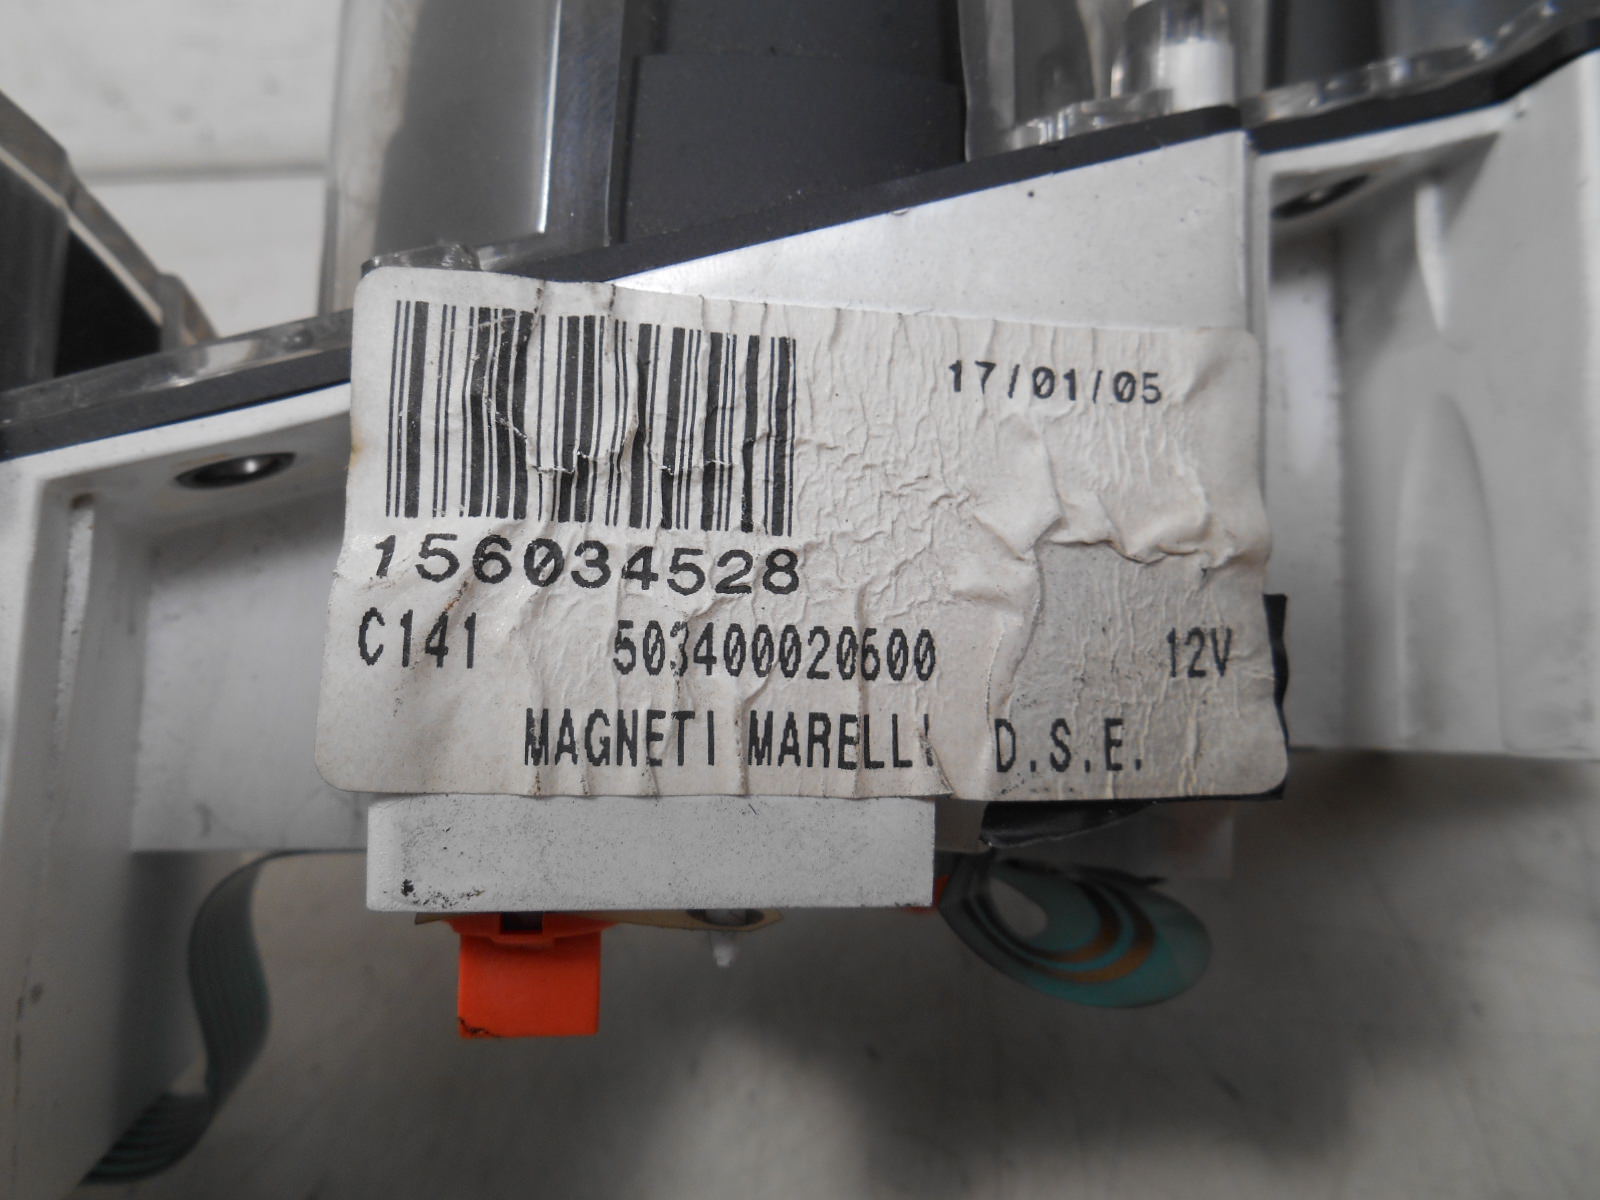 17/01/05
156034528
C141 503400020600 12V
MAGNETI MARELLI D.S.E.